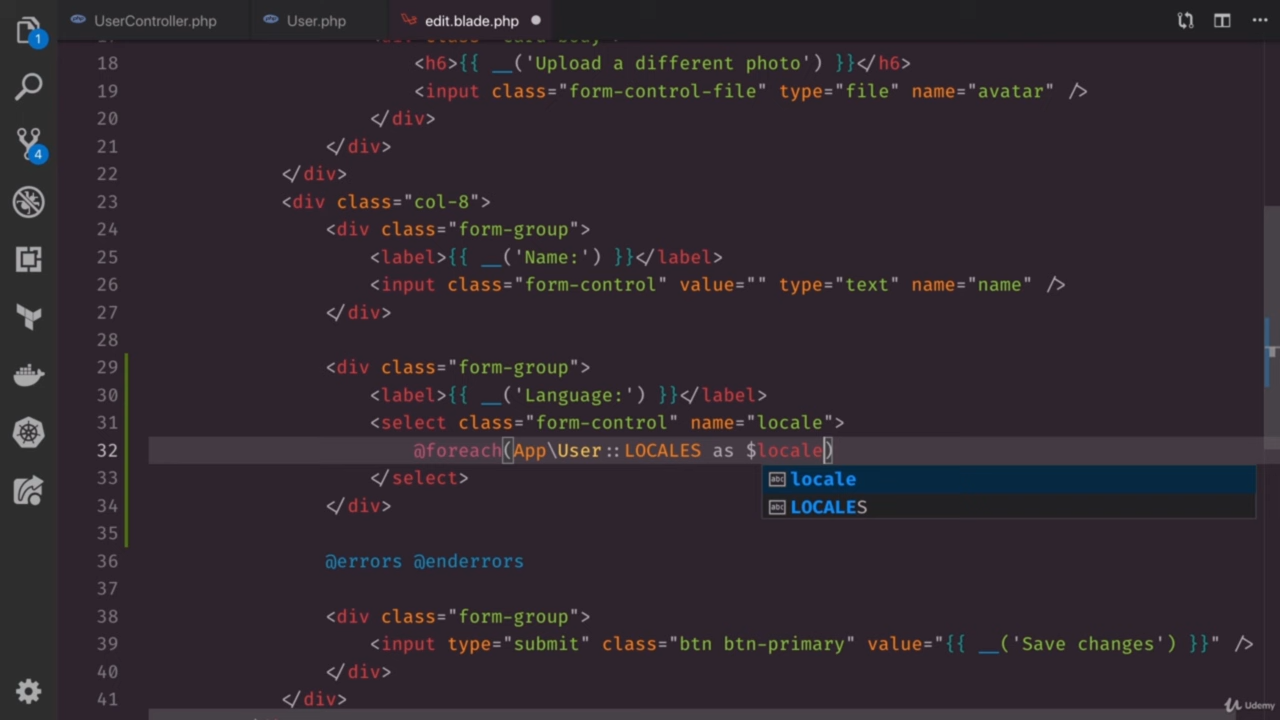 UserController.php User.php edit.blade.php
1
18 <h6>{{ __('Upload a different photo') }}</h6>
19 <input class="form-control-file" type="file" name="avatar" />
20 </div>
21 </div>
4
22 </div>
23 <div class="col-8">
24 <div class="form-group">
25 <label>{{ __('Name:') }}</label>
26 <input class="form-control" value="" type="text" name="name" />
27 </div>
28
29 <div class="form-group">
30 <label>{{ __('Language:') }}</label>
31 <select class="form-control" name="locale">
32 @foreach(App\User::LOCALES as $locale)
33 </select>
abc locale
abc LOCALES
34 </div>
35
36 @errors @enderrors
37
38 <div class="form-group">
39 <input type="submit" class="btn btn-primary" value="{{ __('Save changes') }}" />
40 </div>
41 </div>
Udemy